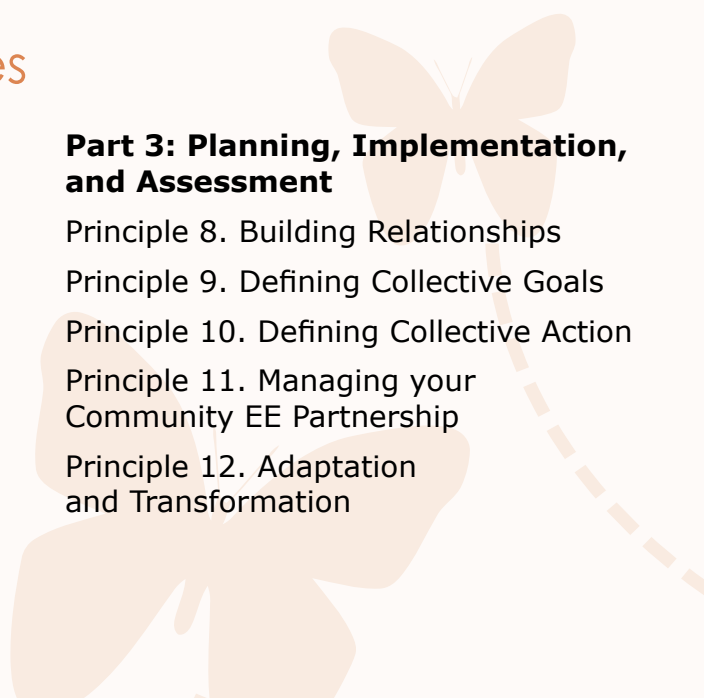 es
Part 3: Planning, Implementation,
and Assessment
Principle 8. Building Relationships
Principle 9. Defining Collective Goals
Principle 10. Defining Collective Action
Principle 11. Managing your
Community EE Partnership
Principle 12. Adaptation
and Transformation